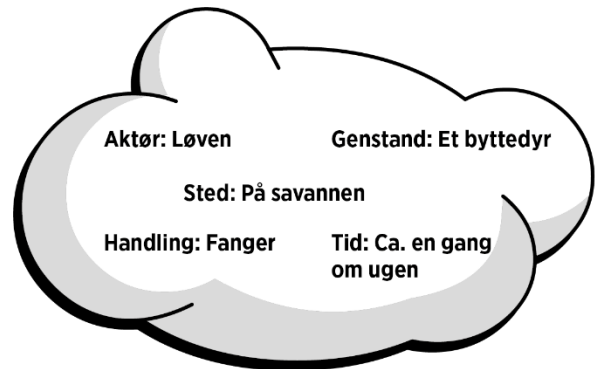 Aktør: Løven
Genstand: Et byttedyr
Sted: På savannen
Handling: Fanger
Tid: Ca. en gang
om ugen